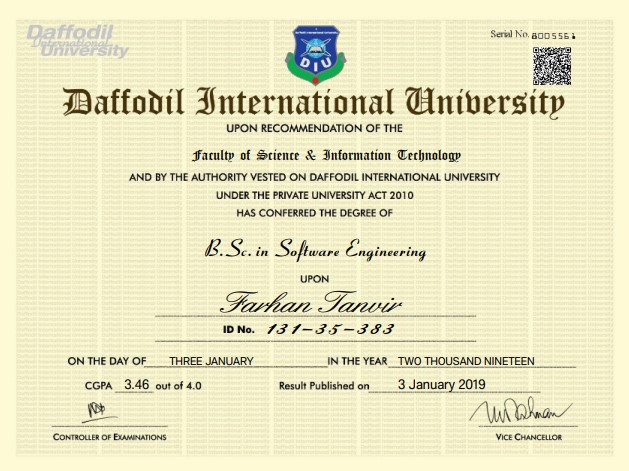 Daffodil
International
University
Serial No. 8005561
DIU
Daffodil International University
UPON RECOMMENDATION OF THE
Faculty of Science & Information Technology
AND BY THE AUTHORITY VESTED ON DAFFODIL INTERNATIONAL UNIVERSITY
UNDER THE PRIVATE UNIVERSITY ACT 2010
HAS CONFERRED THE DEGREE OF
B.Sc. in Software Engineering
UPON
Farhan Tanvir
ID No. 131-35-383
ON THE DAY OF THREE JANUARY IN THE YEAR TWO THOUSAND NINETEEN
CGPA 3.46 out of 4.0 Result Published on 3 January 2019
CONTROLLER OF EXAMINATIONS VICE CHANCELLOR